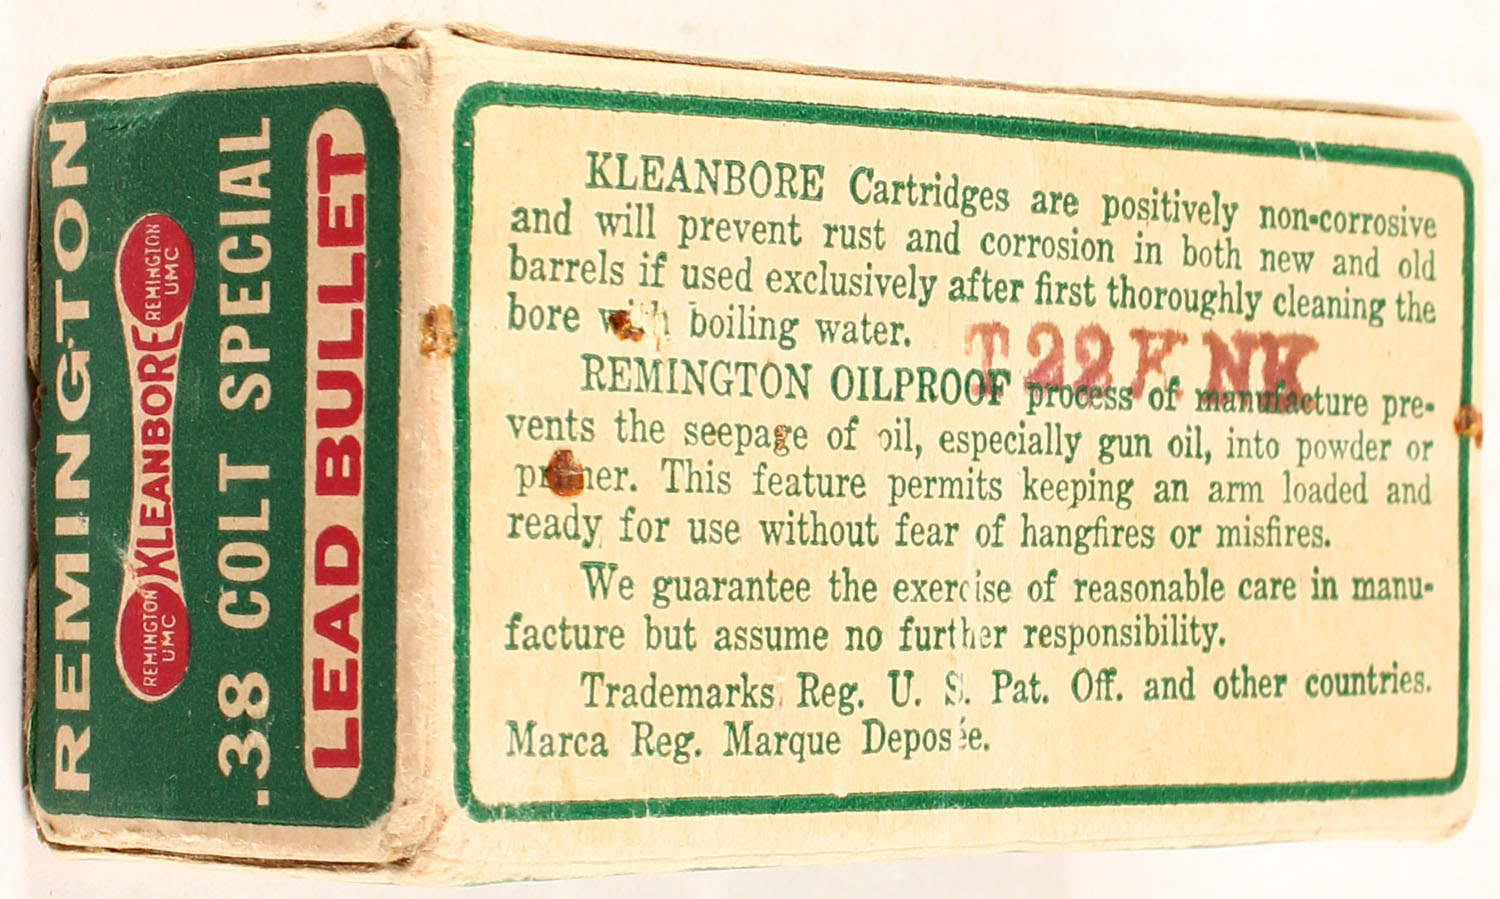 REMINGTON
REMINGTON
UMC
KLEANBORE
REMINGTON
UMC
.38 COLT SPECIAL
LEAD BULLET
KLEANBORE Cartridges are positively non-corrosive
and will prevent rust and corrosion in both new and old
barrels if used exclusively after first thoroughly cleaning the
bore with boiling water.
T22K NK
REMINGTON OILPROOF process of manufacture pre-
vents the seepage of oil, especially gun oil, into powder or
primer. This feature permits keeping an arm loaded and
ready for use without fear of hangfires or misfires.
We guarantee the exercise of reasonable care in manu-
facture but assume no further responsibility.
Trademarks Reg. U. S. Pat. Off. and other countries.
Marca Reg. Marque Deposée.